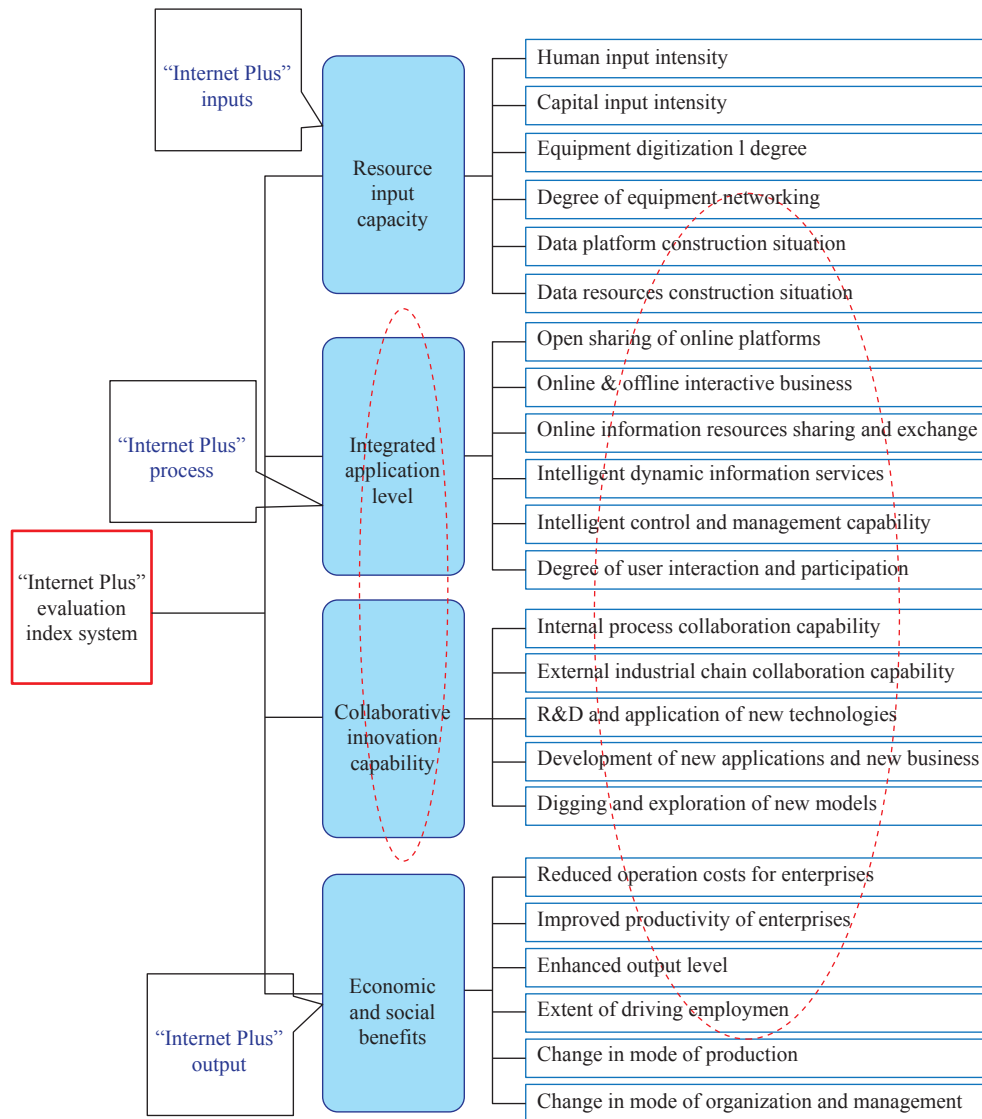 “Internet Plus”
inputs
Resource
input
capacity
Human input intensity
Capital input intensity
Equipment digitization l degree
Degree of equipment networking
Data platform construction situation
Data resources construction situation
“Internet Plus”
process
Integrated
application
level
Open sharing of online platforms
Online & offline interactive business
Online information resources sharing and exchange
Intelligent dynamic information services
Intelligent control and management capability
Degree of user interaction and participation
“Internet Plus”
evaluation
index system
Collaborative
innovation
capability
Internal process collaboration capability
External industrial chain collaboration capability
R&D and application of new technologies
Development of new applications and new business
Digging and exploration of new models
“Internet Plus”
output
Economic
and social
benefits
Reduced operation costs for enterprises
Improved productivity of enterprises
Enhanced output level
Extent of driving employmen
Change in mode of production
Change in mode of organization and management